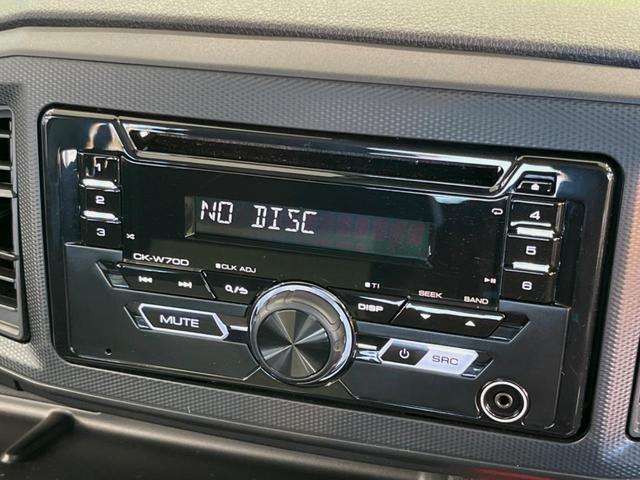 NO DISC
1
2
3
4
5
6
CK-W70D
CLK ADJ
TI
SEEK
BAND
DISP
MUTE
SRC